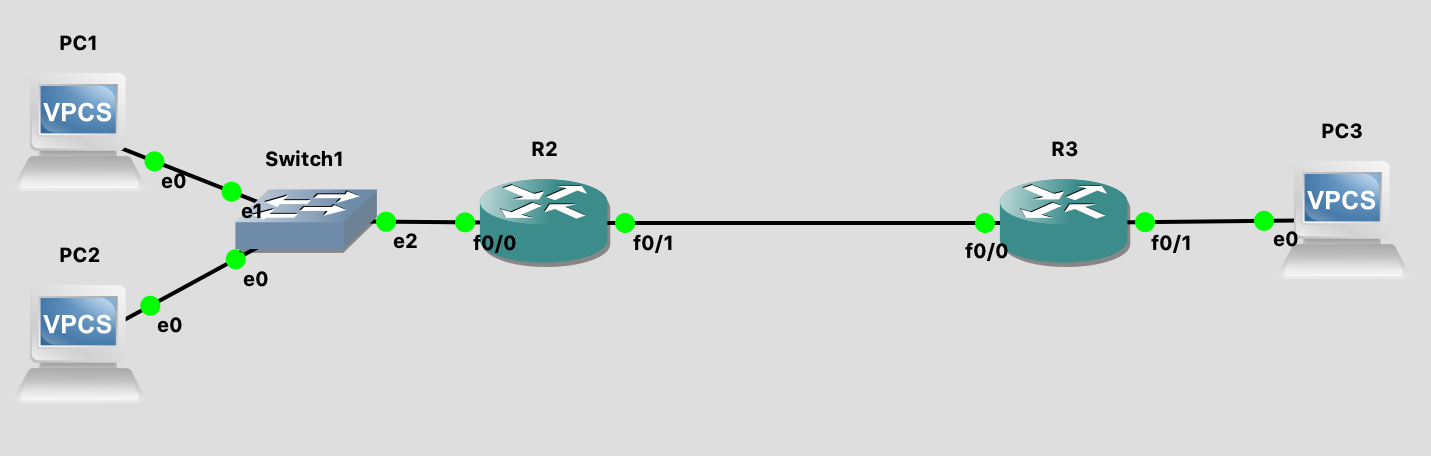 PC1
VPCS
e0
Switch1
e1
PC2
VPCS
e0
e0
e2
R2
f0/0
f0/1
R3
f0/0
f0/1
PC3
VPCS
e0